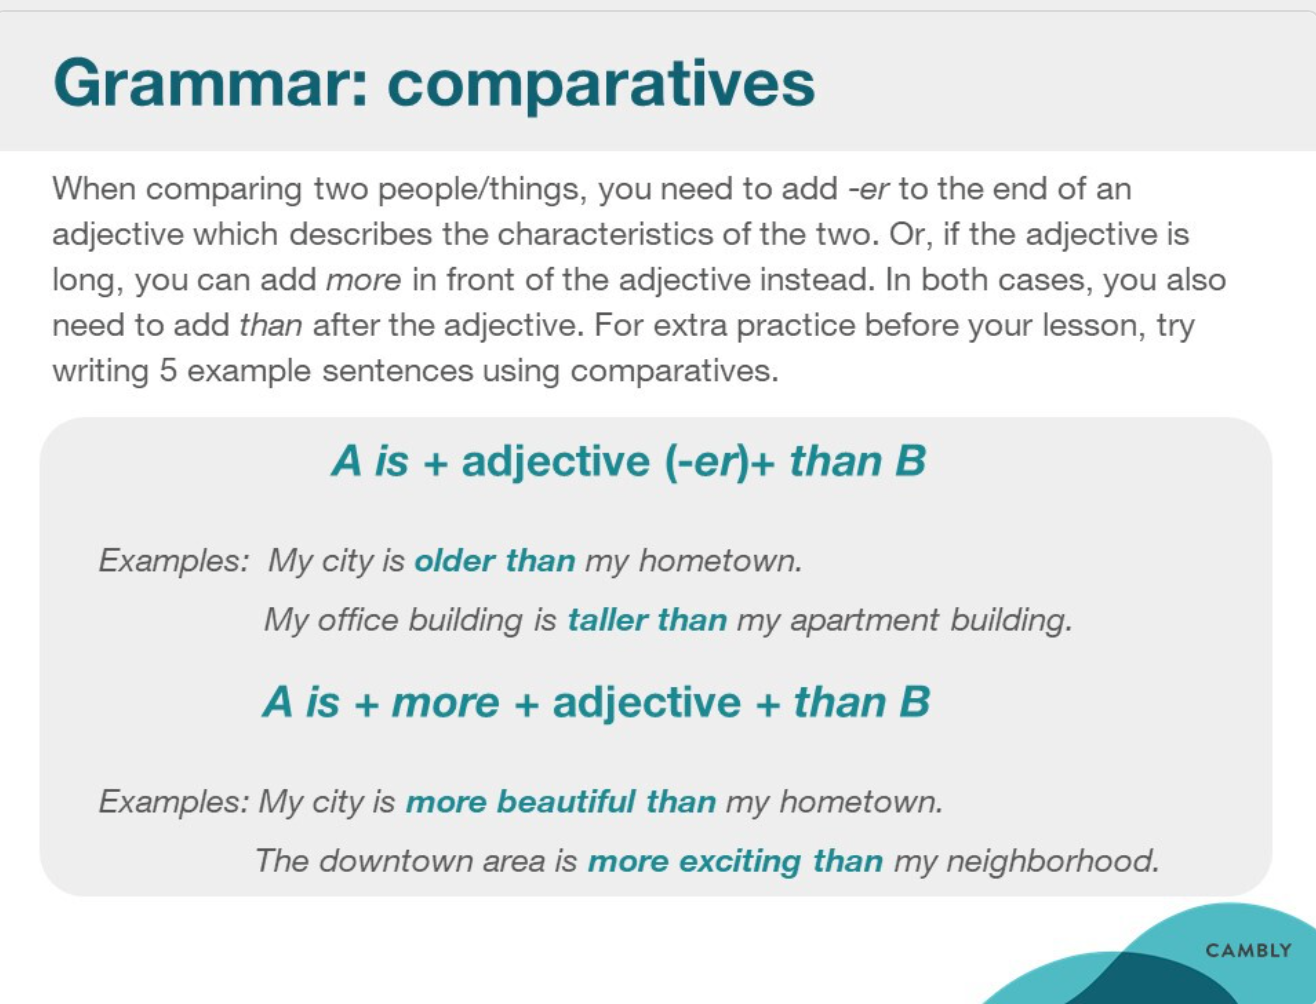 Grammar: comparatives
When comparing two people/things, you need to add -er to the end of an
adjective which describes the characteristics of the two. Or, if the adjective is
long, you can add more in front of the adjective instead. In both cases, you also
need to add than after the adjective. For extra practice before your lesson, try
writing 5 example sentences using comparatives.
A is + adjective (-er)+ than B
Examples: My city is older than my hometown.
My office building is taller than my apartment building.
A is + more + adjective + than B
Examples: My city is more beautiful than my hometown.
The downtown area is more exciting than my neighborhood.
CAMBLY